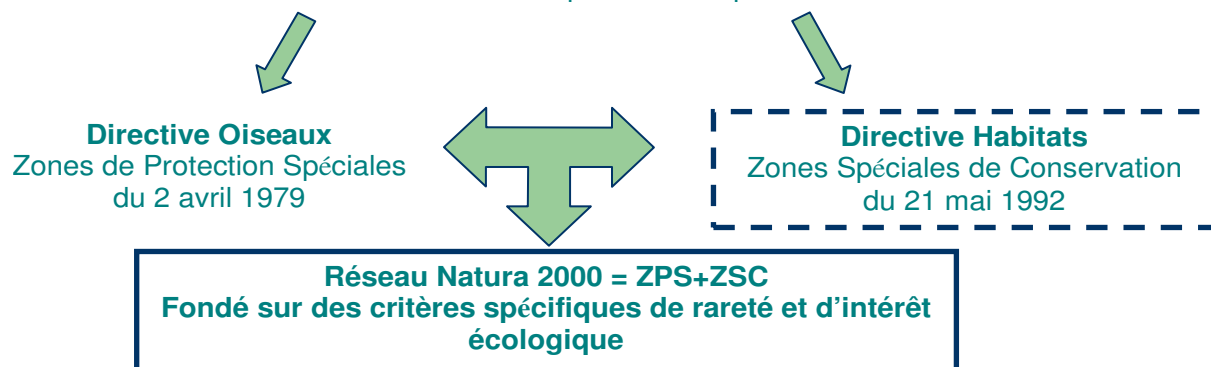 Directive Oiseaux
Zones de Protection Spéciales
du 2 avril 1979
Directive Habitats
Zones Spéciales de Conservation
du 21 mai 1992
Réseau Natura 2000 = ZPS+ZSC
Fondé sur des critères spécifiques de rareté et d'intérêt
écologique